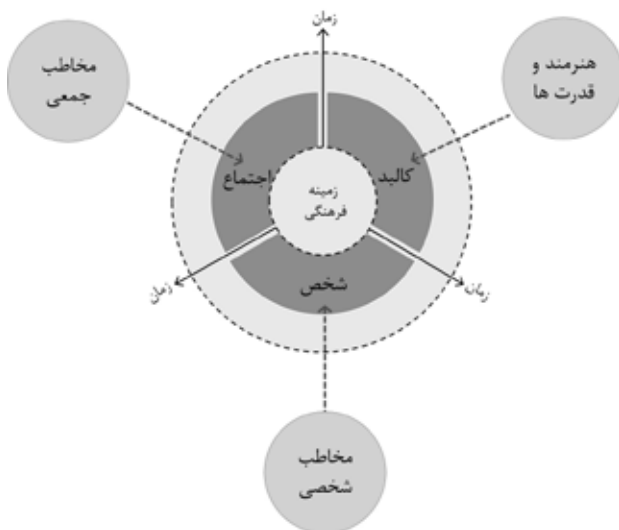 زمان
هنرمند و
قدرت ها
مخاطب
جمعی
کالبد
اجتماع
زمینه
فرهنگی
شخص
زمان
زمان
مخاطب
شخصی